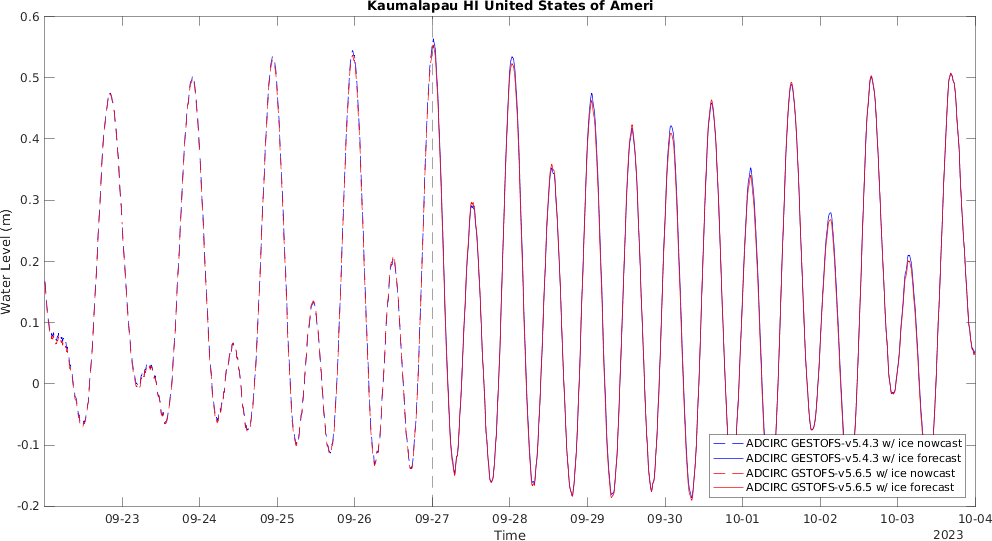 Kaumalapau HI United States of Ameri
0.6
0.5
0.4
0.3
0.2
0.1
0
-0.1
-0.2
Water Level (m)
ADCIRC GESTOFS-v5.4.3 w/ ice nowcast
ADCIRC GESTOFS-v5.4.3 w/ ice forecast
ADCIRC GSTOFS-v5.6.5 w/ ice nowcast
ADCIRC GSTOFS-v5.6.5 w/ ice forecast
09-23 09-24 09-25 09-26 09-27 09-28 09-29 09-30 10-01 10-02 10-03 10-04
Time
2023